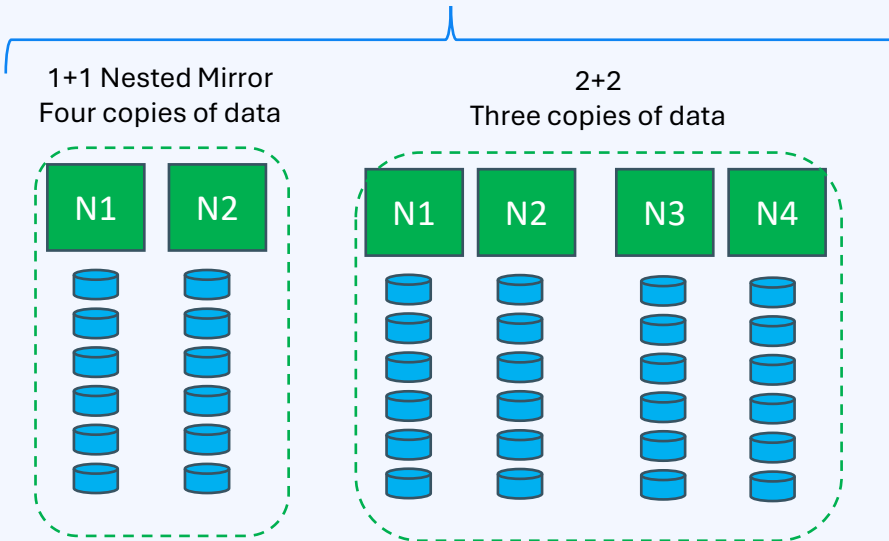 1+1 Nested Mirror
Four copies of data
2+2
Three copies of data
N1
N2
N1
N2
N3
N4